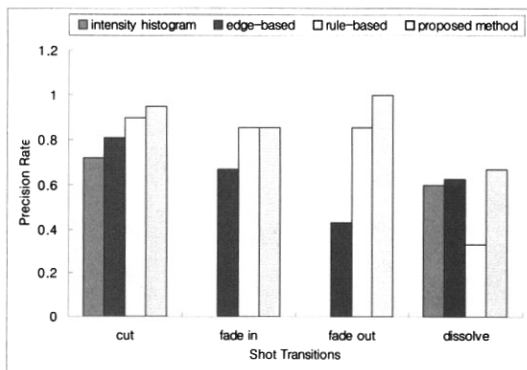 intensity histogram edge-based rule-based proposed method
1.2
1
0.8
0.6
0.4
0.2
0
Precision Rate
cut fade in fade out dissolve
Shot Transitions